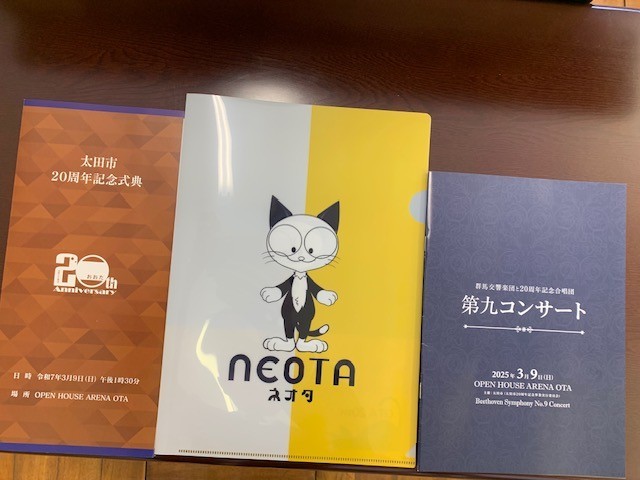 太田市
20周年記念式典
20th
おおた
Anniversary
日 時 令和7年3月9日(日) 午後1時30分
場 所 OPEN HOUSE ARENA OTA
NEOTA
ネオタ
群馬交響楽団と20周年記念合唱団
第九コンサート
2025年3月9日(日)
OPEN HOUSE ARENA OTA
Beethoven Symphony No.9 Concert